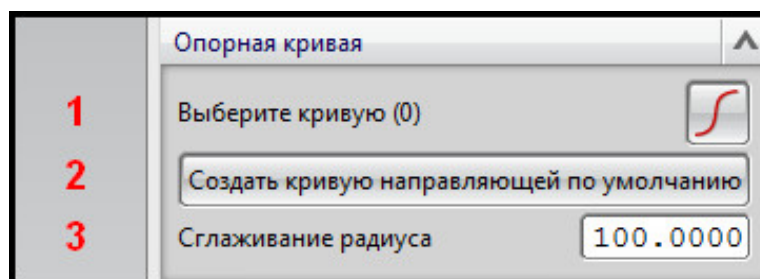 Опорная кривая
1 Выберите кривую (0)
2 Создать кривую направляющей по умолчанию
3 Сглаживание радиуса 100.0000